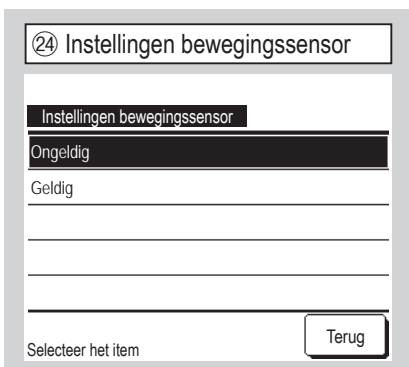 ㉔ Instellingen bewegingssensor
Instellingen bewegingssensor
Ongeldig
Geldig
Selecteer het item
Terug